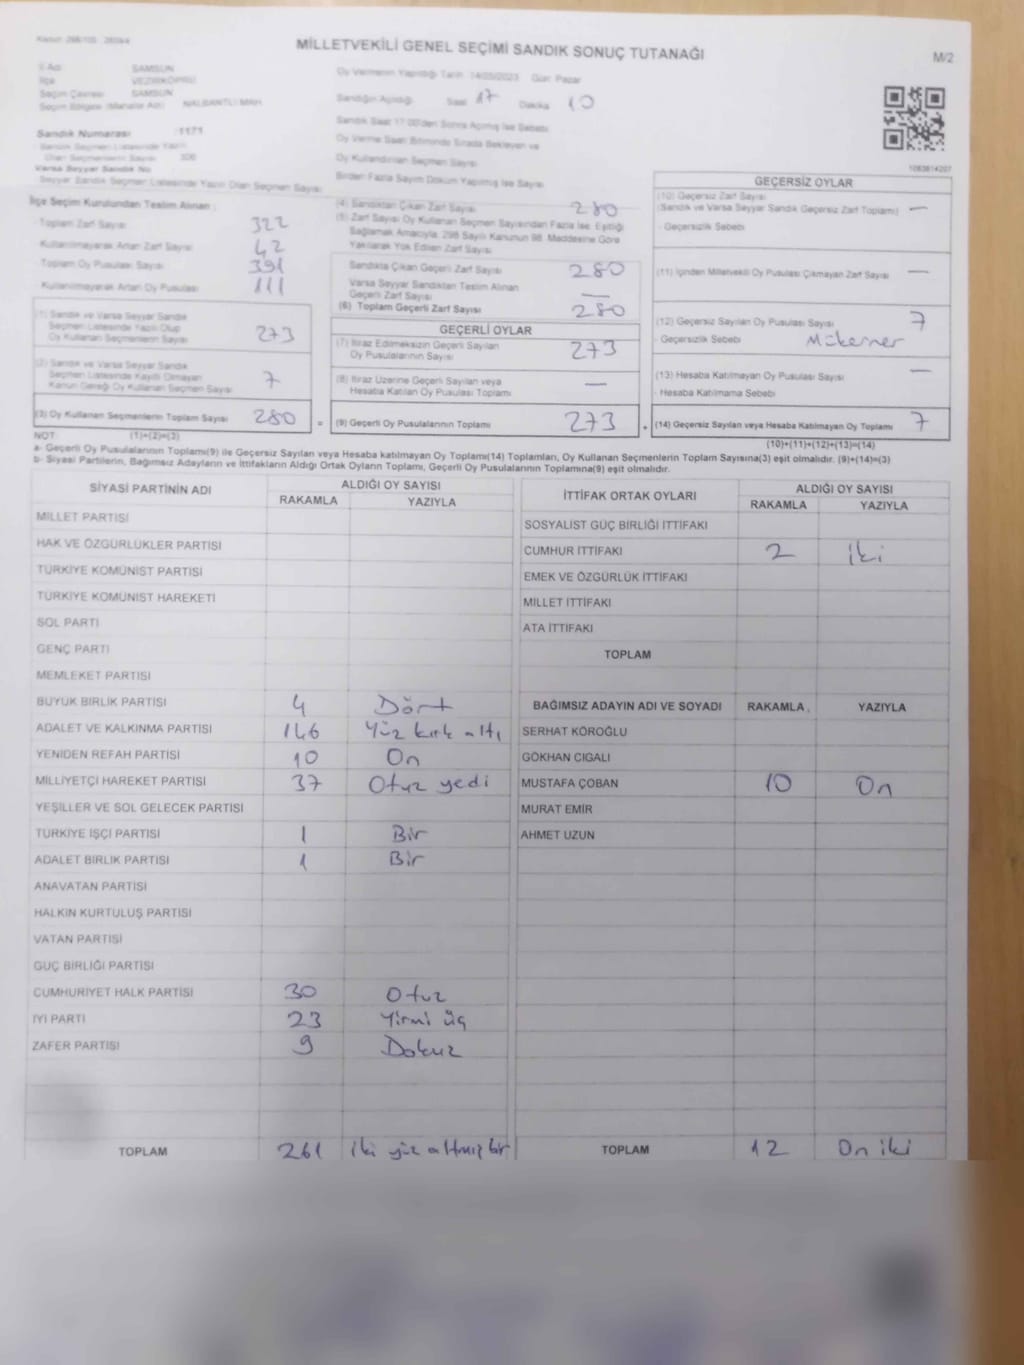 MİLLETVEKİLİ GENEL SEÇİMİ SANDIK SONUÇ TUTANAĞI
M/2
İl Adı SAMSUN
İlçe VEZİRKÖPRÜ
Seçim Çevresi SAMSUN
Seçim Bölgesi (Mahalle Adı) NALBANTLI MAH.
Sandık Numarası :1171
Sandık Seçmen Listesinde Yazılı
Olan Seçmenlerin Sayısı
Varsa Seyyar Sandık No
Seyyar Sandık Seçmen Listesinde Yazılı Olan Seçmen Sayısı
Oy Vermenin Yapıldığı Tarih 14/05/2023 Gün: Pazar
Sandığın Açıldığı Saat 17 Dakika 10
Sandık Saat 17:00'den Sonra Açılmış İse Sebebi
Oy Verme Saati Bitiminde Sırada Bekleyen ve
Oy Kullandırılan Seçmen Sayısı
Birden Fazla Sayım Döküm Yapılmış İse Sayısı
1063614207
İlçe Seçim Kurulundan Teslim Alınan :
Toplam Zarf Sayısı 322
Kullanılmayarak Artan Zarf Sayısı 42
Toplam Oy Pusulası Sayısı 391
Kullanılmayarak Artan Oy Pusulası 111
(1) Sandık ve Varsa Seyyar Sandık
Seçmen Listesinde Yazılı Olup
Oy Kullanan Seçmenlerin Sayısı 273
(2) Sandık ve Varsa Seyyar Sandık
Seçmen Listesinde Kayıtlı Olmayan
Kanun Gereği Oy Kullanan Seçmen Sayısı 7
(3) Oy Kullanan Seçmenlerin Toplam Sayısı 280
(4) Sandıktan Çıkan Zarf Sayısı 280
(5) Zarf Sayısı Oy Kullanan Seçmen Sayısından Fazla İse, Eşitliği
Sağlamak Amacıyla, 298 Sayılı Kanunun 98. Maddesine Göre
Yakılarak Yok Edilen Zarf Sayısı
Sandıkta Çıkan Geçerli Zarf Sayısı 280
Varsa Seyyar Sandıktan Teslim Alınan
Geçerli Zarf Sayısı —
(6) Toplam Geçerli Zarf Sayısı 280
GEÇERLİ OYLAR
(7) İtiraz Edilmeksizin Geçerli Sayılan
Oy Pusulalarının Sayısı 273
(8) İtiraz Üzerine Geçerli Sayılan veya
Hesaba Katılan Oy Pusulası Toplamı —
= (9) Geçerli Oy Pusulalarının Toplamı 273
GEÇERSİZ OYLAR
(10) Geçersiz Zarf Sayısı
(Sandık ve Varsa Seyyar Sandık Geçersiz Zarf Toplamı) —
- Geçersizlik Sebebi
(11) İçinden Milletvekili Oy Pusulası Çıkmayan Zarf Sayısı —
(12) Geçersiz Sayılan Oy Pusulası Sayısı 7
- Geçersizlik Sebebi Mükerrer
(13) Hesaba Katılmayan Oy Pusulası Sayısı —
- Hesaba Katılmama Sebebi
+ (14) Geçersiz Sayılan veya Hesaba Katılmayan Oy Toplamı 7
NOT: (1)+(2)=(3)
(10)+(11)+(12)+(13)=(14)
a- Geçerli Oy Pusulalarının Toplamı(9) ile Geçersiz Sayılan veya Hesaba katılmayan Oy Toplamı(14) Toplamları, Oy Kullanan Seçmenlerin Toplam Sayısına(3) eşit olmalıdır. (9)+(14)=(3)
b- Siyasi Partilerin, Bağımsız Adayların ve İttifakların Aldığı Ortak Oyların Toplamı, Geçerli Oy Pusulalarının Toplamına(9) eşit olmalıdır.
SİYASİ PARTİNİN ADI ALDIĞI OY SAYISI
RAKAMLA YAZIYLA
MİLLET PARTİSİ
HAK VE ÖZGÜRLÜKLER PARTİSİ
TÜRKİYE KOMÜNİST PARTİSİ
TÜRKİYE KOMÜNİST HAREKETİ
SOL PARTİ
GENÇ PARTİ
MEMLEKET PARTİSİ
BÜYÜK BİRLİK PARTİSİ 4 Dört
ADALET VE KALKINMA PARTİSİ 146 Yüz kırk altı
YENİDEN REFAH PARTİSİ 10 On
MİLLİYETÇİ HAREKET PARTİSİ 37 Otuz yedi
YEŞİLLER VE SOL GELECEK PARTİSİ
TÜRKİYE İŞÇİ PARTİSİ 1 Bir
ADALET BİRLİK PARTİSİ 1 Bir
ANAVATAN PARTİSİ
HALKIN KURTULUŞ PARTİSİ
VATAN PARTİSİ
GÜÇ BİRLİĞİ PARTİSİ
CUMHURİYET HALK PARTİSİ 30 Otuz
İYİ PARTİ 23 Yirmi üç
ZAFER PARTİSİ 9 Dokuz
TOPLAM 261 iki yüz altmış bir
İTTİFAK ORTAK OYLARI ALDIĞI OY SAYISI
RAKAMLA YAZIYLA
SOSYALİST GÜÇ BİRLİĞİ İTTİFAKI
CUMHUR İTTİFAKI 2 iki
EMEK VE ÖZGÜRLÜK İTTİFAKI
MİLLET İTTİFAKI
ATA İTTİFAKI
TOPLAM
BAĞIMSIZ ADAYIN ADI VE SOYADI RAKAMLA YAZIYLA
SERHAT KÖROĞLU
GÖKHAN CIGALI
MUSTAFA ÇOBAN 10 On
MURAT EMİR
AHMET UZUN
TOPLAM 12 On iki